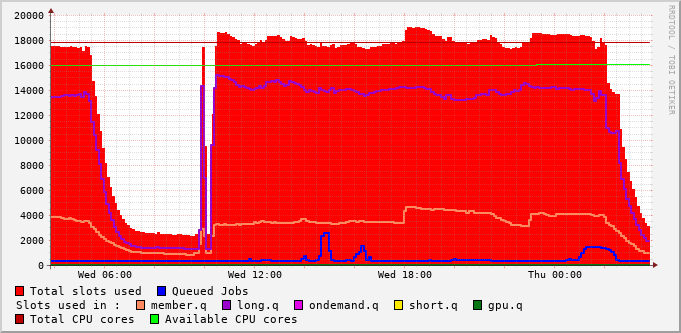 RRDTOOL / TOBI OETIKER
20000
18000
16000
14000
12000
10000
8000
6000
4000
2000
0
Wed 06:00 Wed 12:00 Wed 18:00 Thu 00:00
Total slots used Queued Jobs
Slots used in : member.q long.q ondemand.q short.q gpu.q
Total CPU cores Available CPU cores